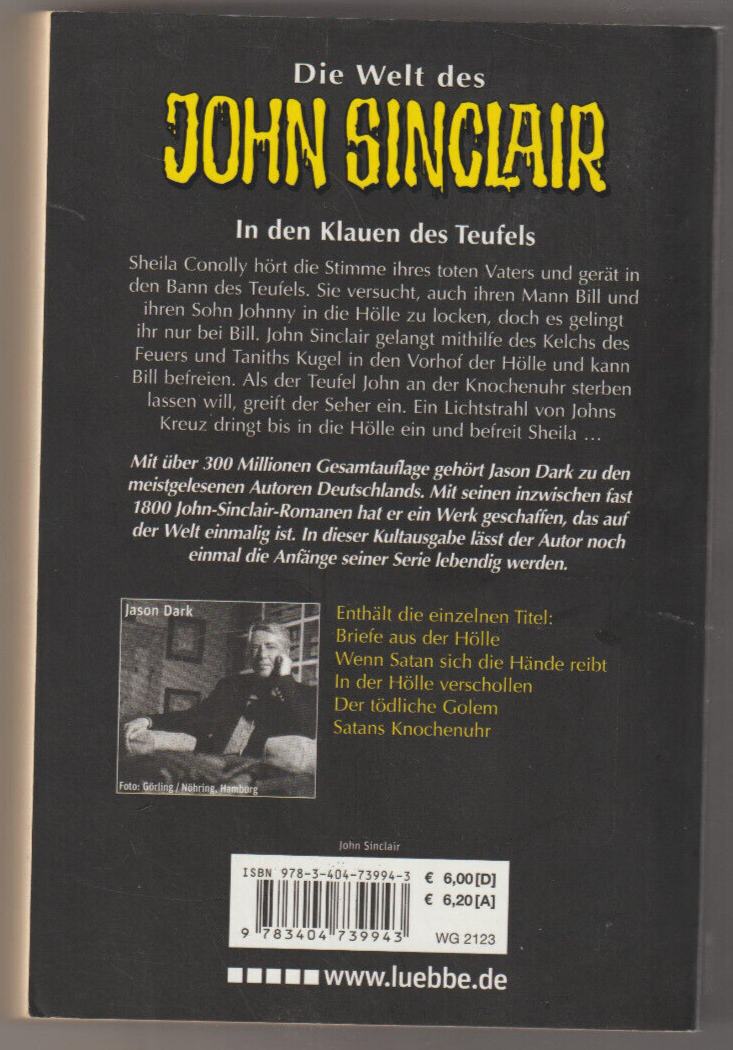 Die Welt des
JOHN SINCLAIR
In den Klauen des Teufels
Sheila Conolly hört die Stimme ihres toten Vaters und gerät in
den Bann des Teufels. Sie versucht, auch ihren Mann Bill und
ihren Sohn Johnny in die Hölle zu locken, doch es gelingt
ihr nur bei Bill. John Sinclair gelangt mithilfe des Kelchs des
Feuers und Taniths Kugel in den Vorhof der Hölle und kann
Bill befreien. Als der Teufel John an der Knochenuhr sterben
lassen will, greift der Seher ein. Ein Lichtstrahl von Johns
Kreuz dringt bis in die Hölle ein und befreit Sheila ...
Mit über 300 Millionen Gesamtauflage gehört Jason Dark zu den
meistgelesenen Autoren Deutschlands. Mit seinen inzwischen fast
1800 John-Sinclair-Romanen hat er ein Werk geschaffen, das auf
der Welt einmalig ist. In dieser Kultausgabe lässt der Autor noch
einmal die Anfänge seiner Serie lebendig werden.
Jason Dark
Foto: Görling / Nöhring, Hamburg
Enthält die einzelnen Titel:
Briefe aus der Hölle
Wenn Satan sich die Hände reibt
In der Hölle verschollen
Der tödliche Golem
Satans Knochenuhr
John Sinclair
ISBN 978-3-404-73994-3
€ 6,00[D]
€ 6,20[A]
9 783404 739943
WG 2123
www.luebbe.de